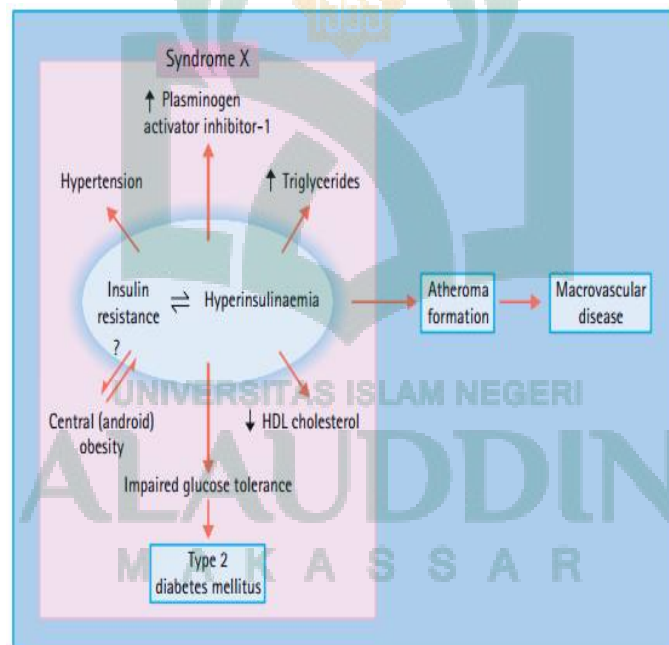 Syndrome X
↑ Plasminogen
activator inhibitor-1
Hypertension
↑ Triglycerides
Insulin
resistance
⇌ Hyperinsulinaemia
?
Atheroma
formation
Macrovascular
disease
UNIVERSITAS ISLAM NEGERI
Central (android)
obesity
↓ HDL cholesterol
ALAUDDIN
Impaired glucose tolerance
MAKASSAR
Type 2
diabetes mellitus